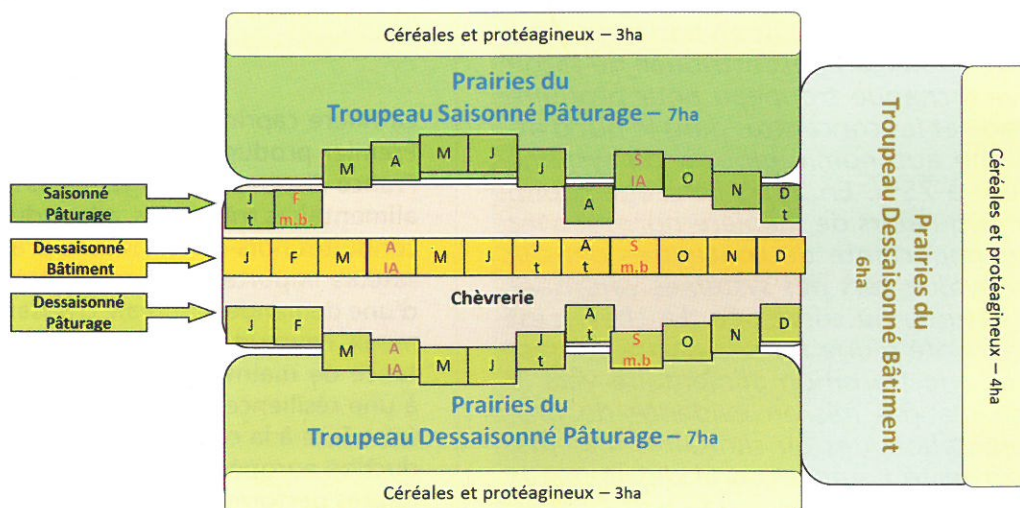 Céréales et protéagineux – 3ha
Prairies du
Troupeau Saisonné Pâturage – 7ha
Saisonné
Pâturage
J
t
F
m.b
M
A
M
J
J
A
S
IA
O
N
D
t
Dessaisonné
Bâtiment
J
F
M
A
IA
M
J
J
t
A
t
S
m.b
O
N
D
Chèvrerie
Dessaisonné
Pâturage
J
F
M
A
IA
M
J
J
t
A
t
S
m.b
O
N
D
Prairies du
Troupeau Dessaisonné Pâturage – 7ha
Céréales et protéagineux – 3ha
Prairies du
Troupeau Dessaisonné Bâtiment
6ha
Céréales et protéagineux – 4ha